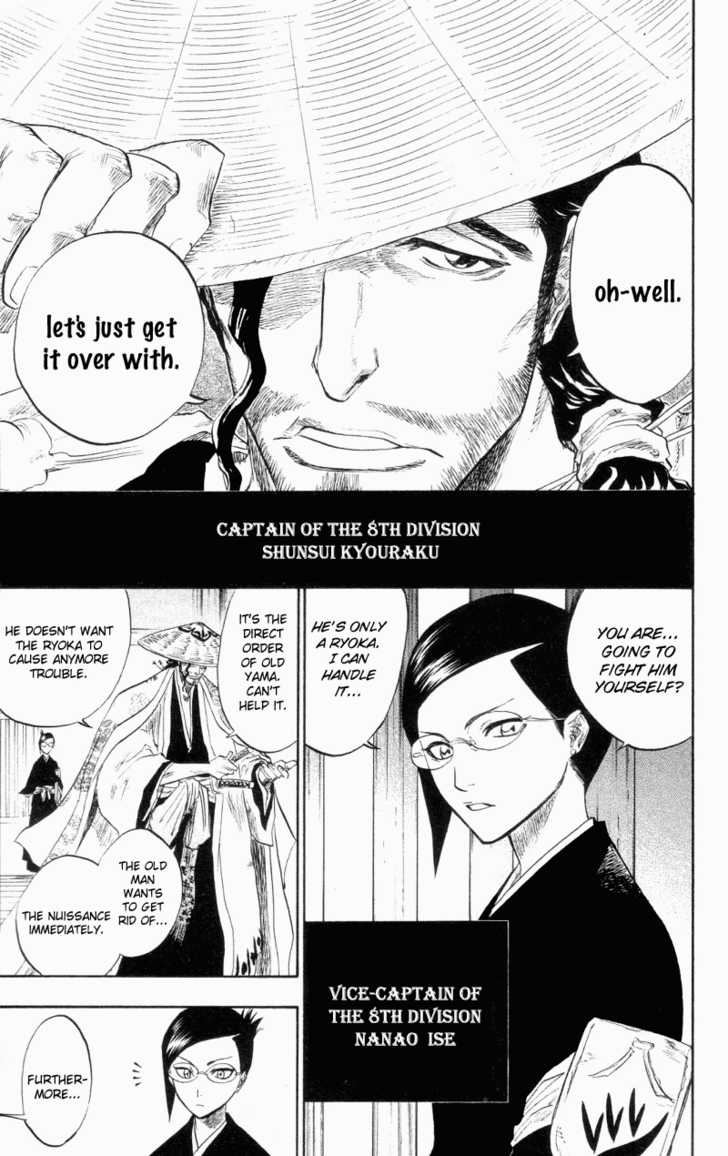 oh-well.
let's just get
it over with.
CAPTAIN OF THE 8TH DIVISION
SHUNSUI KYOURAKU
YOU ARE...
GOING TO
FIGHT HIM
YOURSELF?
HE'S ONLY
A RYOKA.
I CAN
HANDLE
IT...
VICE-CAPTAIN OF
THE 8TH DIVISION
NANAO ISE
IT'S THE
DIRECT
ORDER
OF OLD
YAMA.
CAN'T
HELP IT.
HE DOESN'T WANT
THE RYOKA TO
CAUSE ANYMORE
TROUBLE.
THE OLD
MAN
WANTS
TO GET
RID OF...
THE NUISSANCE
IMMEDIATELY.
FURTHER-
MORE...